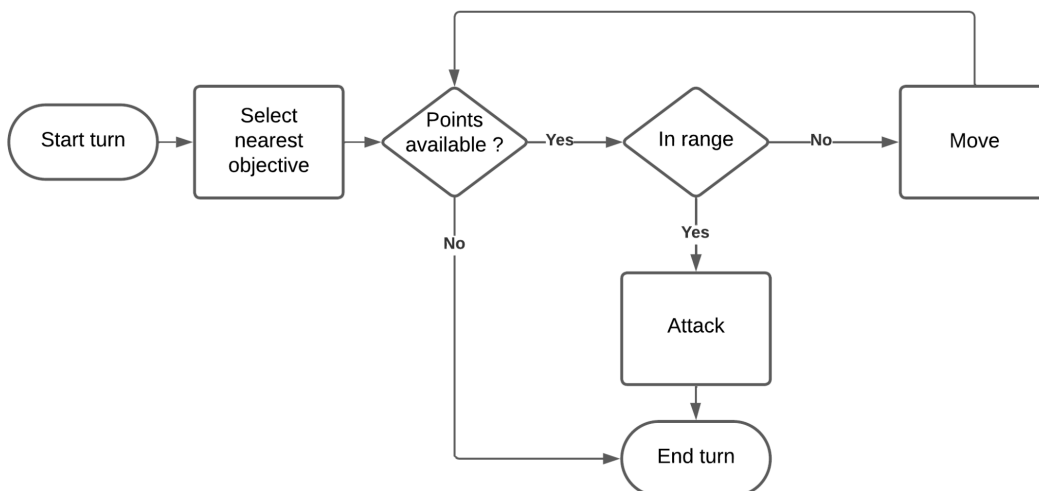 Start turn
Select
nearest
objective
Points
available ?
Yes
In range
No
Move
No
Yes
Attack
End turn